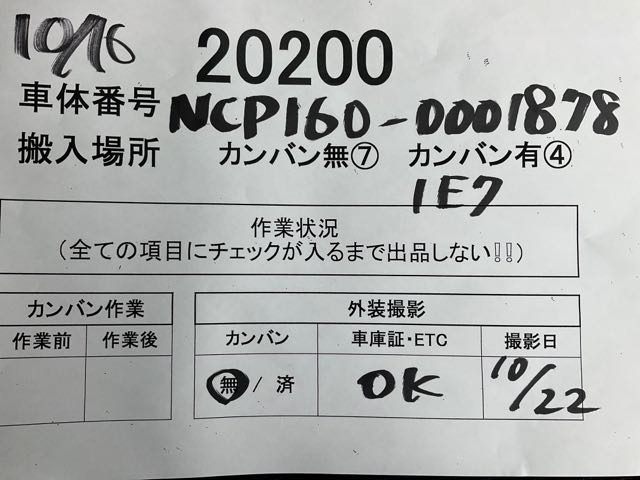 10/16
20200
車体番号 NCP160-0001878
搬入場所 カンバン無⑦ カンバン有④
1E7
作業状況
(全ての項目にチェックが入るまで出品しない!!)
カンバン作業 外装撮影
作業前 作業後 カンバン 車庫証・ETC 撮影日
無 / 済 OK 10/22